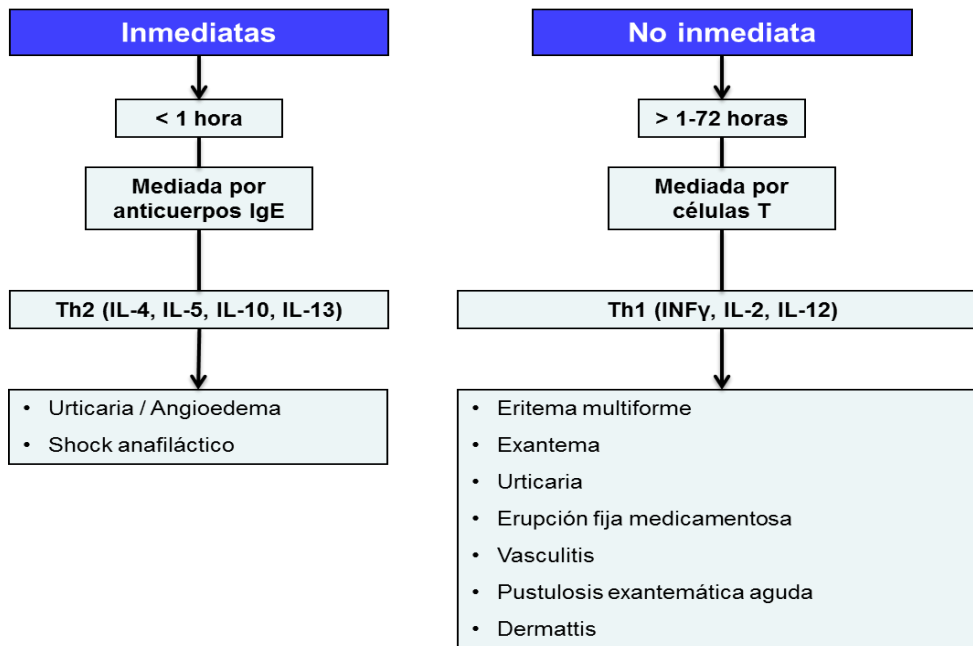 Inmediatas
< 1 hora
Mediada por
anticuerpos IgE
Th2 (IL-4, IL-5, IL-10, IL-13)
• Urticaria / Angioedema
• Shock anafiláctico
No inmediata
> 1-72 horas
Mediada por
células T
Th1 (INFγ, IL-2, IL-12)
• Eritema multiforme
• Exantema
• Urticaria
• Erupción fija medicamentosa
• Vasculitis
• Pustulosis exantemática aguda
• Dermattis